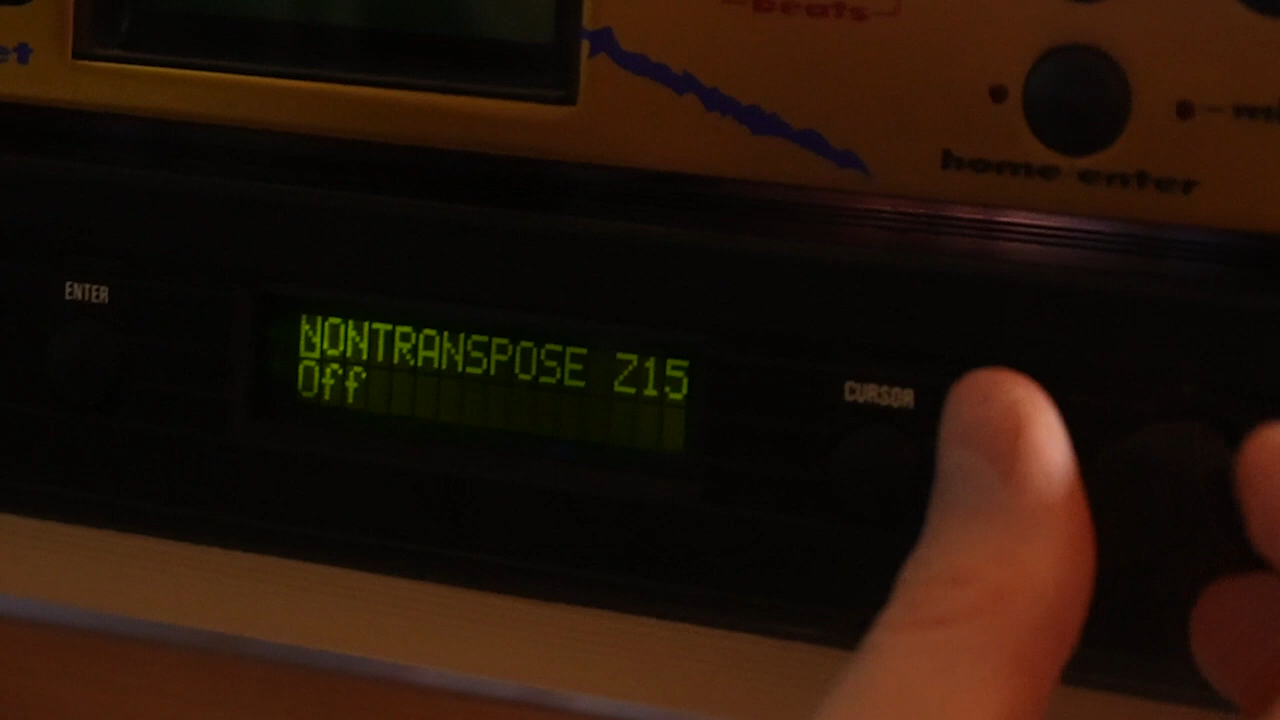 beats
home/enter
ENTER
NONTRANSPOSE Z15
Off
CURSOR